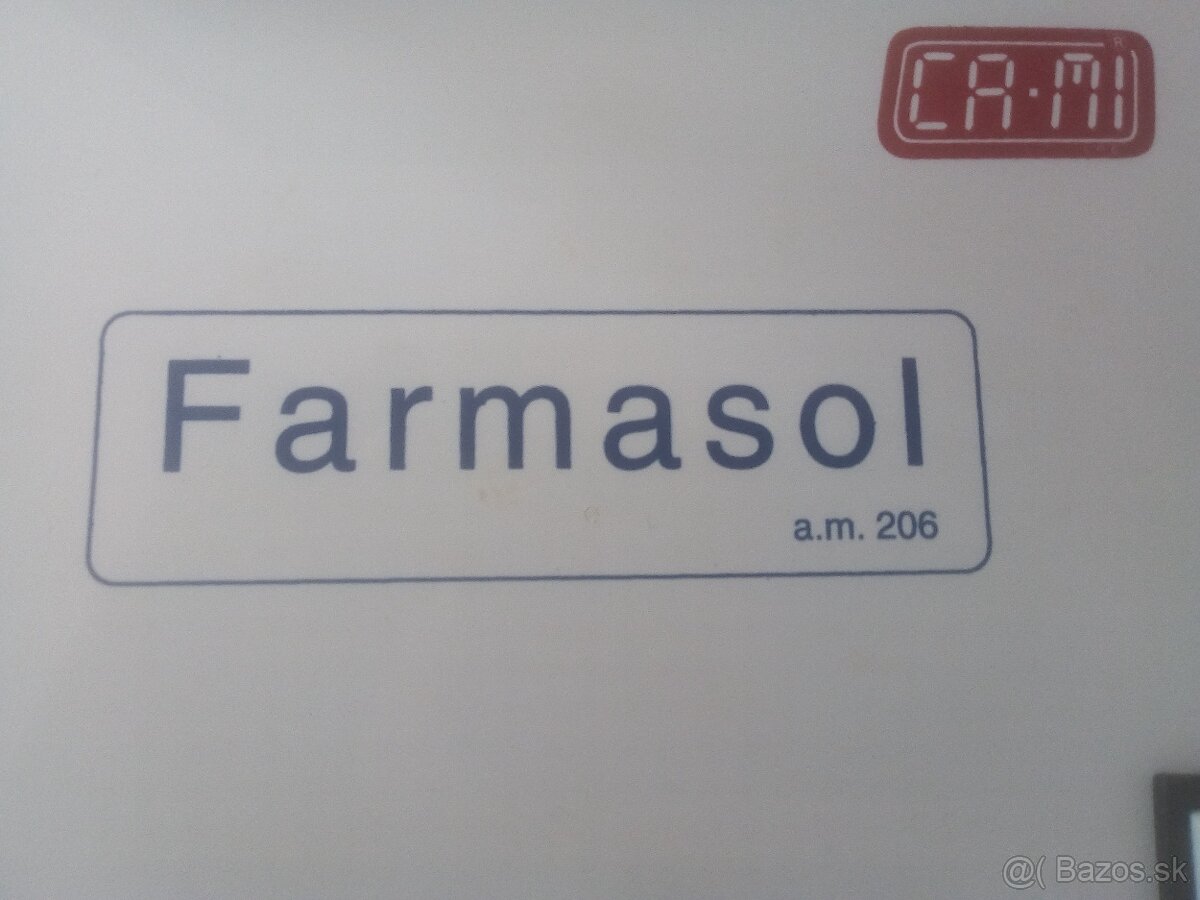 CA·MI
Farmasol
a.m. 206
@( Bazos.sk